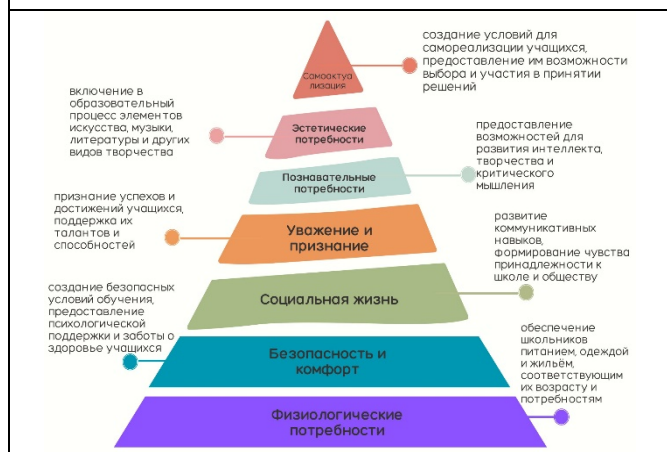 создание условий для
самореализации учащихся,
предоставление им возможности
выбора и участия в принятии
решений
Самоактуа
лизация
включение в
образовательный
процесс элементов
искусства, музыки,
литературы и других
видов творчества
Эстетические
потребности
предоставление
возможностей для
развития интеллекта,
творчества и
критического
мышления
Познавательные
потребности
признание успехов и
достижений учащихся,
поддержка их
талантов и
способностей
Уважение и
признание
развитие
коммуникативных
навыков,
формирование чувства
принадлежности к
школе и обществу
Социальная жизнь
создание безопасных
условий обучения,
предоставление
психологической
поддержки и заботы о
здоровье учащихся
Безопасность и
комфорт
обеспечение
школьников
питанием, одеждой
и жильём,
соответствующим
их возрасту и
потребностям
Физиологические
потребности